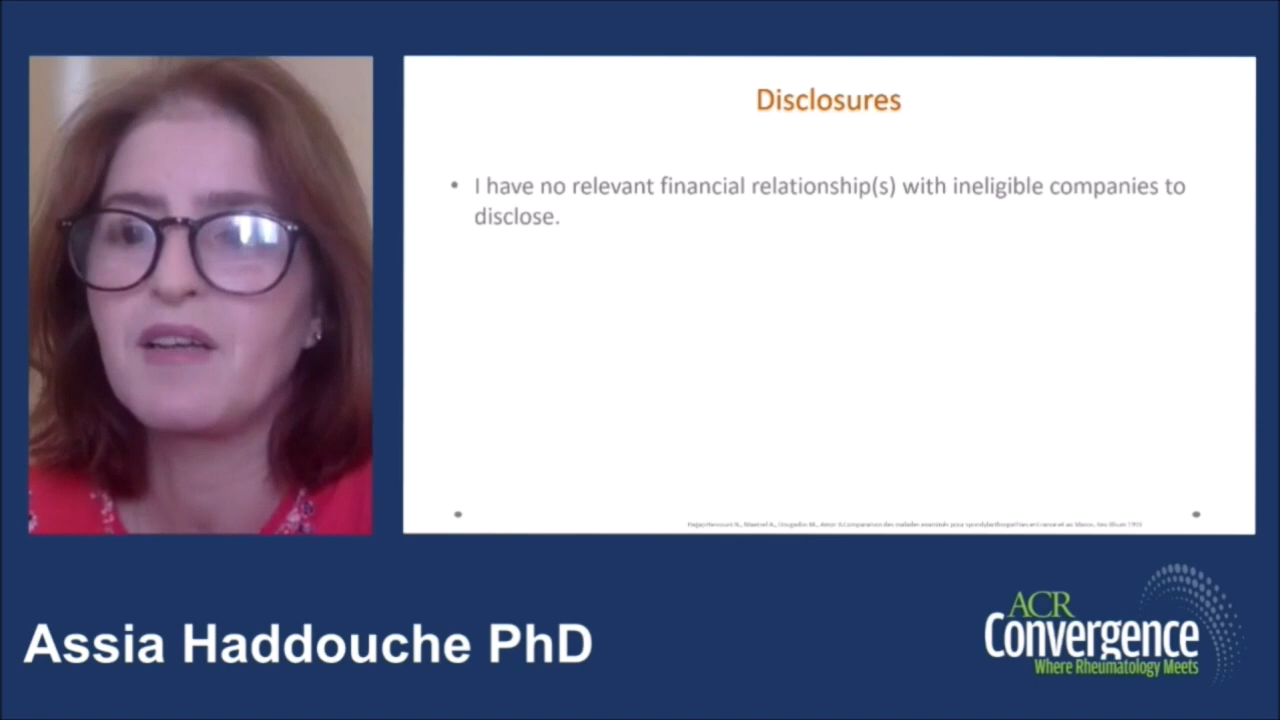 Disclosures
• I have no relevant financial relationship(s) with ineligible companies to
disclose.
Assia Haddouche PhD
ACR
Convergence
Where Rheumatology Meets